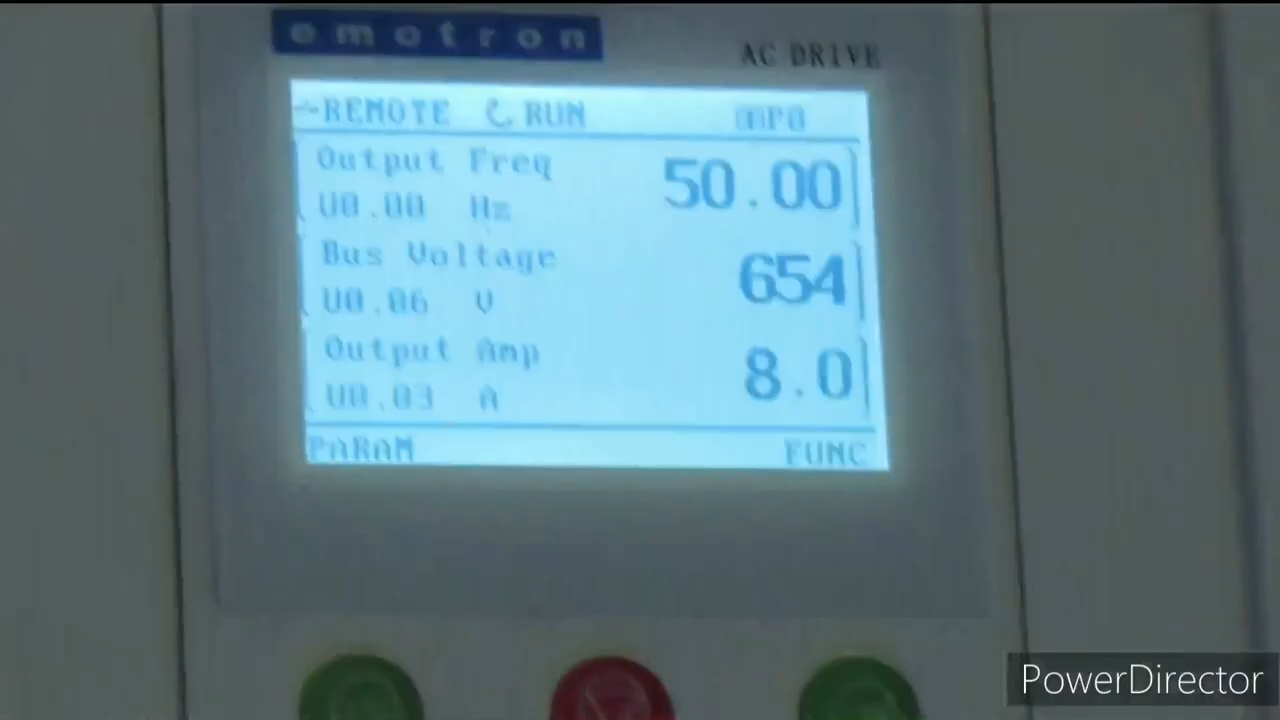 emotron
AC DRIVE
REMOTE RUN P0
Output Freq 50.00
U0.00 Hz
Bus Voltage 654
U0.06 V
Output Amp 8.0
U0.03 A
PARAM FUNC
PowerDirector